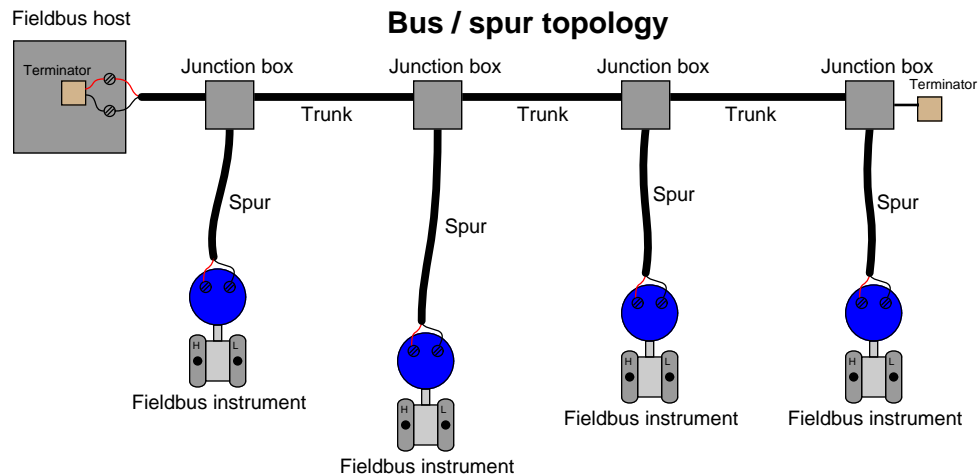 Bus / spur topology
Fieldbus host
Terminator
Junction box
Junction box
Junction box
Junction box
Terminator
Trunk
Trunk
Trunk
Spur
Spur
Spur
Spur
H L
H L
H L
H L
Fieldbus instrument
Fieldbus instrument
Fieldbus instrument
Fieldbus instrument